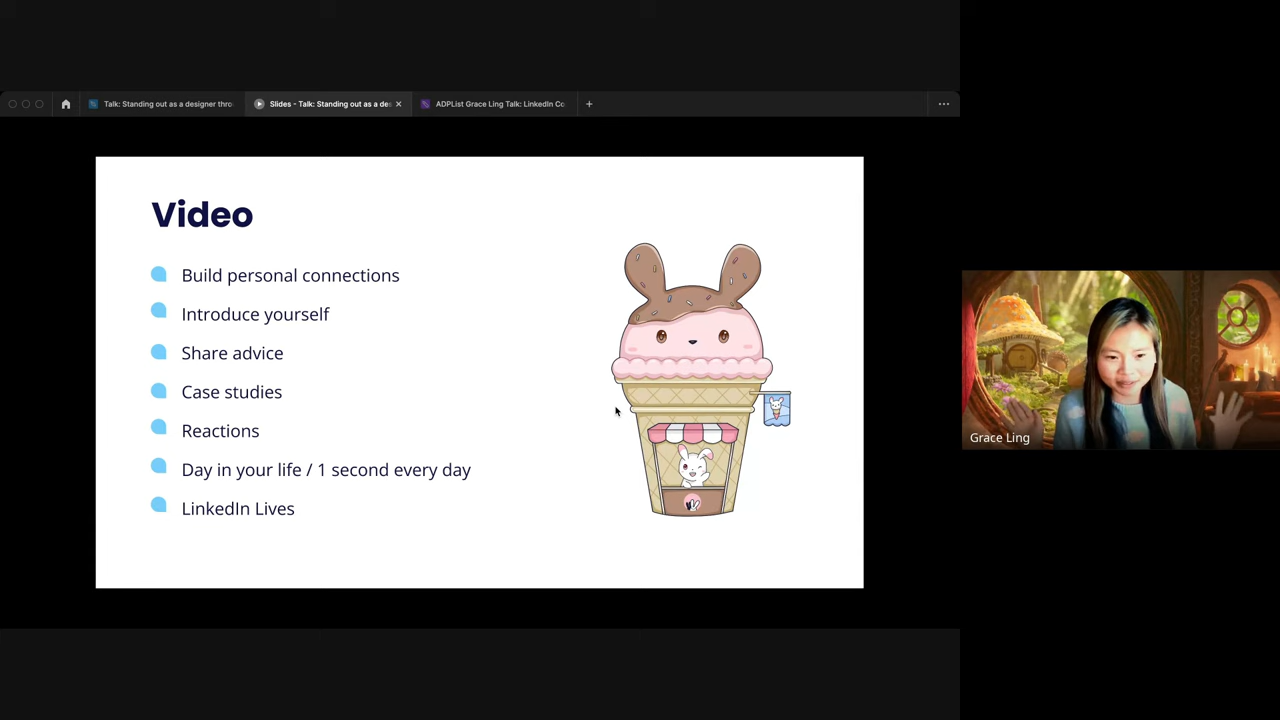 Talk: Standing out as a designer thro
Slides - Talk: Standing out as a des
ADPList Grace Ling Talk: LinkedIn Co
Video
Build personal connections
Introduce yourself
Share advice
Case studies
Reactions
Day in your life / 1 second every day
LinkedIn Lives
Grace Ling